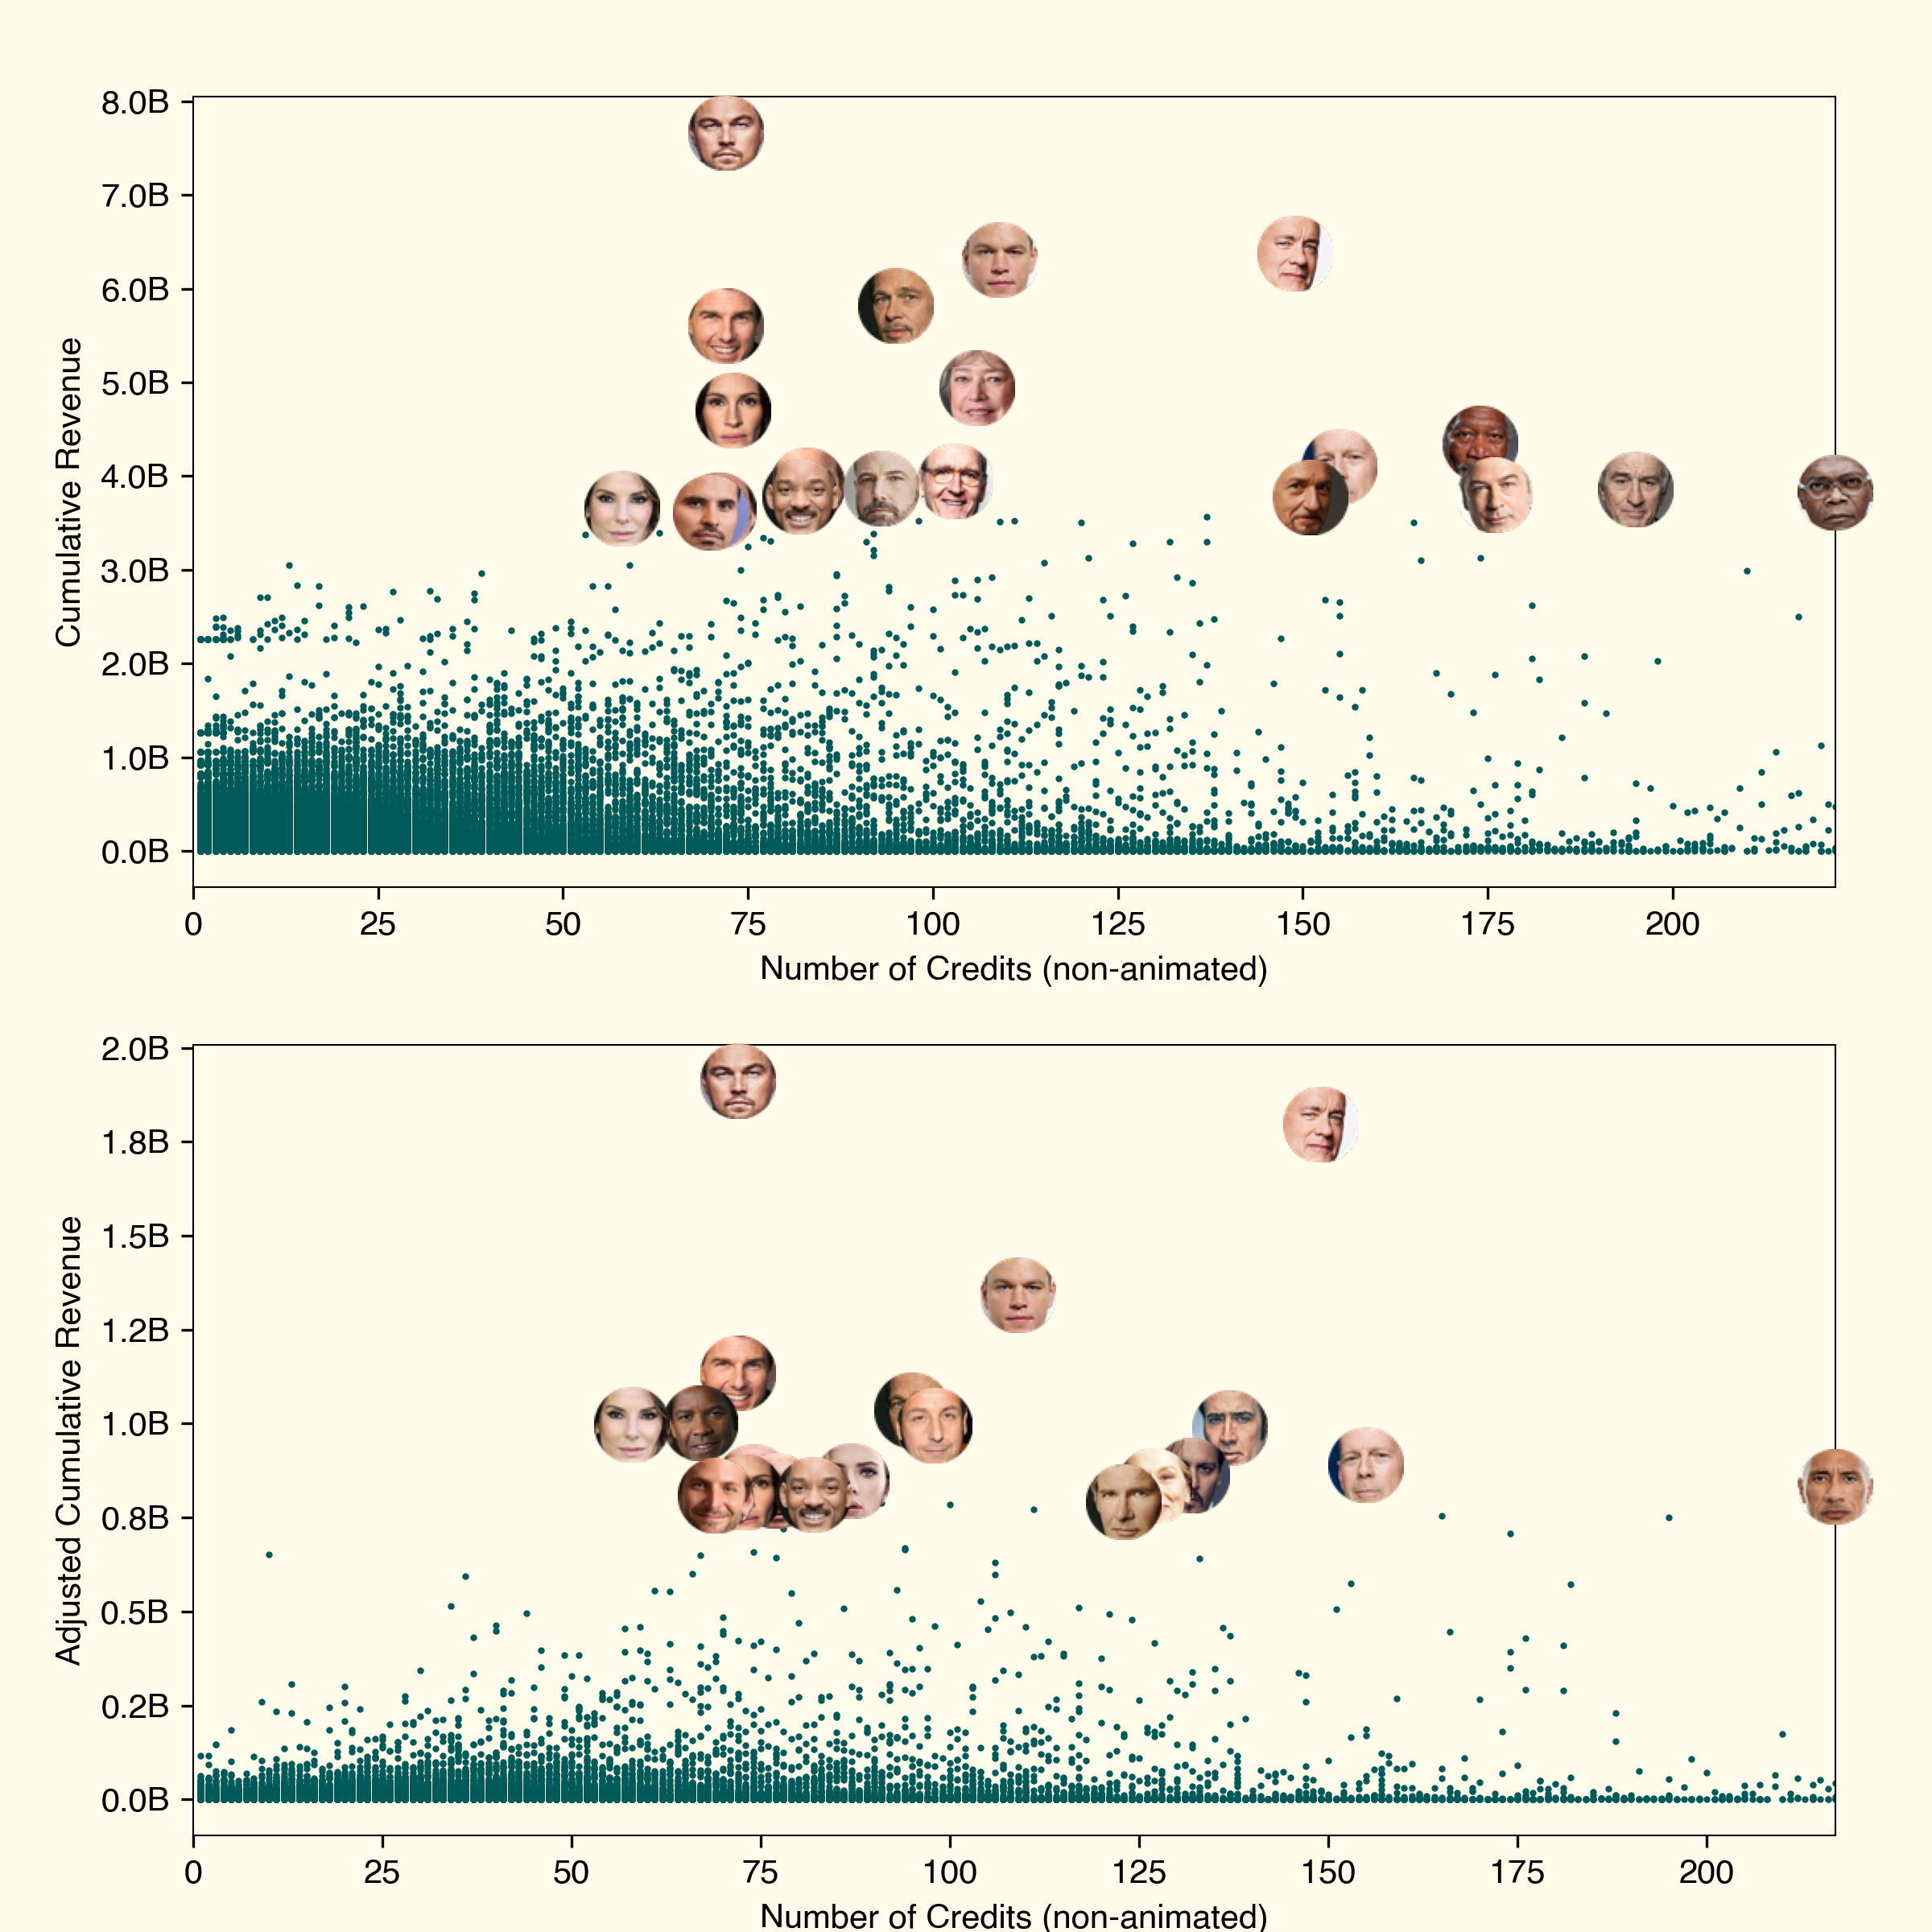 8.0B
7.0B
6.0B
5.0B
4.0B
3.0B
2.0B
1.0B
0.0B
Cumulative Revenue
0 25 50 75 100 125 150 175 200
Number of Credits (non-animated)
2.0B
1.8B
1.5B
1.2B
1.0B
0.8B
0.5B
0.2B
0.0B
Adjusted Cumulative Revenue
0 25 50 75 100 125 150 175 200
Number of Credits (non-animated)